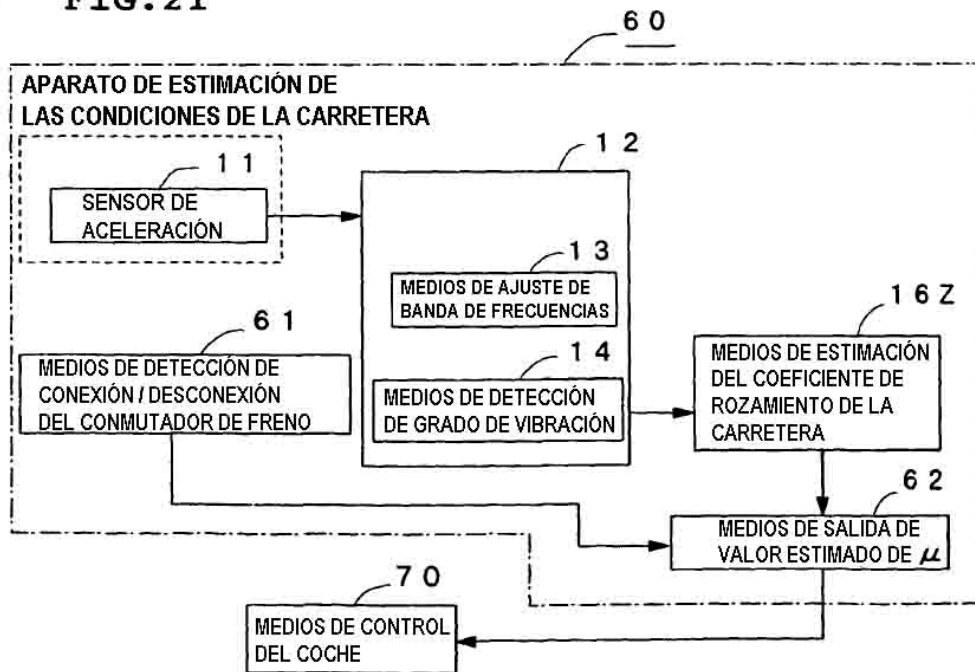 FIG.21
60
APARATO DE ESTIMACIÓN DE
LAS CONDICIONES DE LA CARRETERA
11
SENSOR DE
ACELERACIÓN
12
13
MEDIOS DE AJUSTE DE
BANDA DE FRECUENCIAS
14
MEDIOS DE DETECCIÓN
DE GRADO DE VIBRACIÓN
61
MEDIOS DE DETECCIÓN DE
CONEXIÓN / DESCONEXIÓN
DEL CONMUTADOR DE FRENO
16Z
MEDIOS DE ESTIMACIÓN
DEL COEFICIENTE DE
ROZAMIENTO DE LA
CARRETERA
62
MEDIOS DE SALIDA DE
VALOR ESTIMADO DE μ
70
MEDIOS DE CONTROL
DEL COCHE